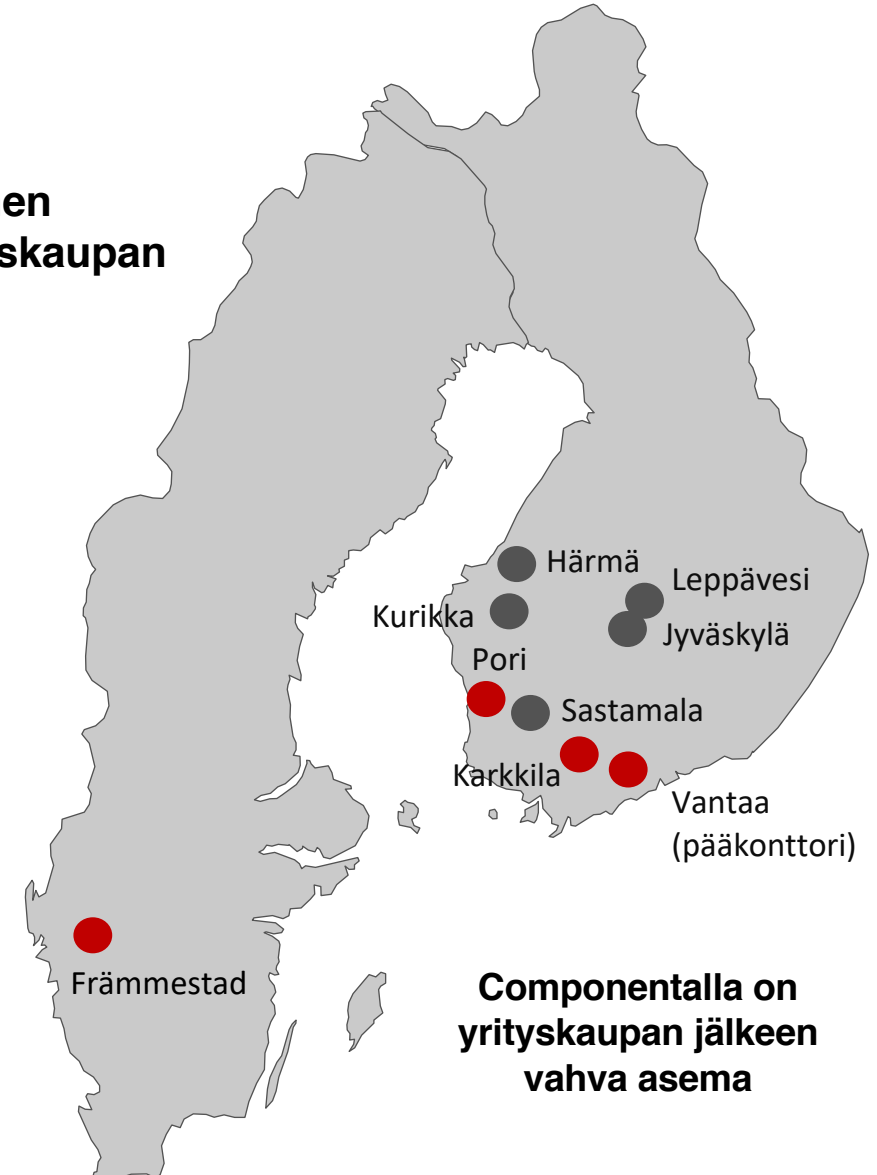 en
skaupan
Härmä
Leppävesi
Kurikka
Jyväskylä
Pori
Sastamala
Karkkila
Vantaa
(pääkonttori)
Främmestad
Componentalla on
yrityskaupan jälkeen
vahva asema